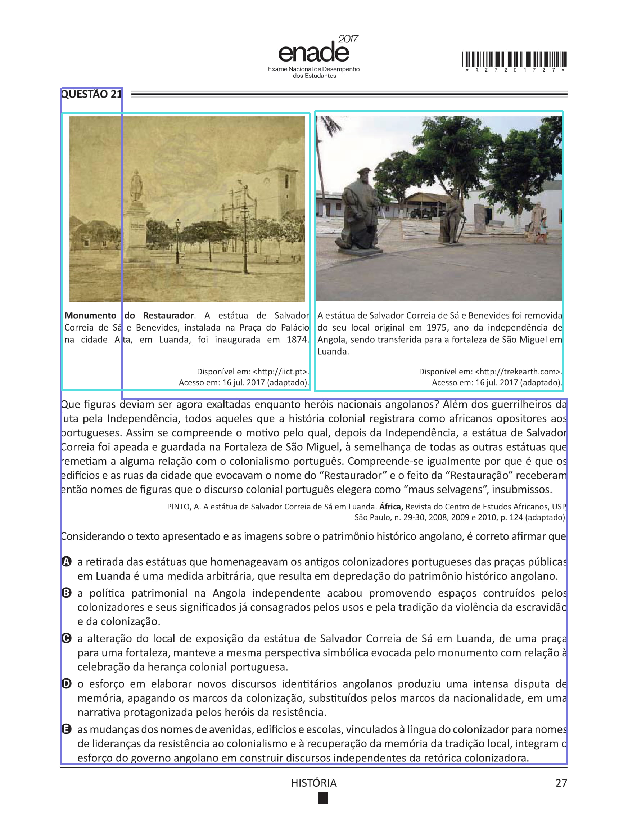 enade 2017
Exame Nacional de Desempenho
dos Estudantes
*R2720172 7*
QUESTÃO 21
Monumento do Restaurador. A estátua de Salvador
Correia de Sá e Benevides, instalada na Praça do Palácio
na cidade Alta, em Luanda, foi inaugurada em 1874.
Disponível em: <http://ict.pt>.
Acesso em: 16 jul. 2017 (adaptado).
A estátua de Salvador Correia de Sá e Benevides foi removida
do seu local original em 1975, ano da independência de
Angola, sendo transferida para a fortaleza de São Miguel em
Luanda.
Disponível em: <http://trekearth.com>.
Acesso em: 16 jul. 2017 (adaptado).
Que figuras deviam ser agora exaltadas enquanto heróis nacionais angolanos? Além dos guerrilheiros da
luta pela Independência, todos aqueles que a história colonial registrara como africanos opositores aos
portugueses. Assim se compreende o motivo pelo qual, depois da Independência, a estátua de Salvador
Correia foi apeada e guardada na Fortaleza de São Miguel, à semelhança de todas as outras estátuas que
remetiam a alguma relação com o colonialismo português. Compreende-se igualmente por que é que os
edifícios e as ruas da cidade que evocavam o nome do “Restaurador” e o feito da “Restauração” receberam
então nomes de figuras que o discurso colonial português elegera como “maus selvagens”, insubmissos.
PINTO, A. A estátua de Salvador Correia de Sá em Luanda. África, Revista do Centro de Estudos Africanos, USP
São Paulo, n. 29-30, 2008, 2009 e 2010, p. 124 (adaptado)
Considerando o texto apresentado e as imagens sobre o patrimônio histórico angolano, é correto afirmar que
A a retirada das estátuas que homenageavam os antigos colonizadores portugueses das praças públicas
em Luanda é uma medida arbitrária, que resulta em depredação do patrimônio histórico angolano.
B a política patrimonial na Angola independente acabou promovendo espaços contruídos pelos
colonizadores e seus significados já consagrados pelos usos e pela tradição da violência da escravidão
e da colonização.
C a alteração do local de exposição da estátua de Salvador Correia de Sá em Luanda, de uma praça
para uma fortaleza, manteve a mesma perspectiva simbólica evocada pelo monumento com relação à
celebração da herança colonial portuguesa.
D o esforço em elaborar novos discursos identitários angolanos produziu uma intensa disputa de
memória, apagando os marcos da colonização, substituídos pelos marcos da nacionalidade, em uma
narrativa protagonizada pelos heróis da resistência.
E as mudanças dos nomes de avenidas, edifícios e escolas, vinculados à língua do colonizador para nomes
de lideranças da resistência ao colonialismo e à recuperação da memória da tradição local, integram o
esforço do governo angolano em construir discursos independentes da retórica colonizadora.
HISTÓRIA
27